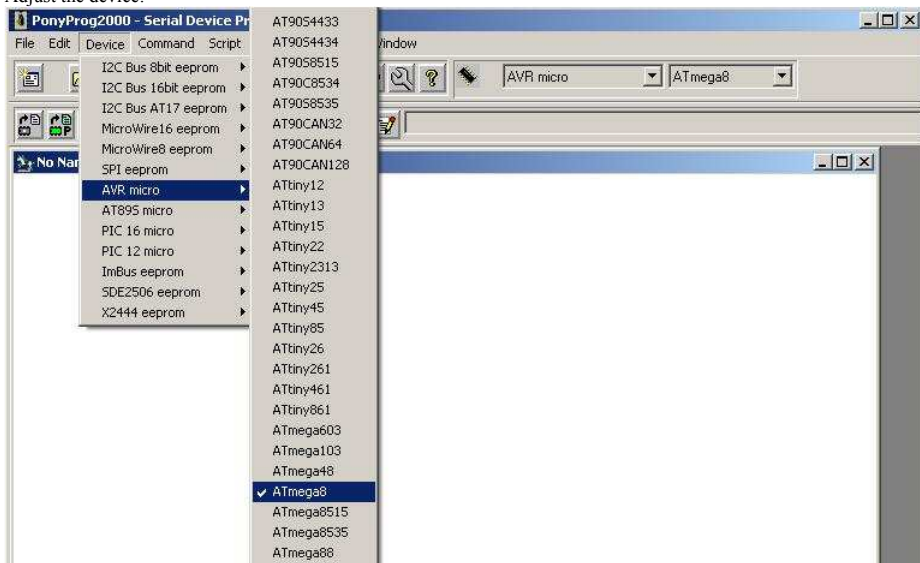 Adjust the device:
PonyProg2000 - Serial Device Pr
File Edit Device Command Script
Window
AVR micro
ATmega8
No Nar
I2C Bus 8bit eeprom
I2C Bus 16bit eeprom
I2C Bus AT17 eeprom
MicroWire16 eeprom
MicroWire8 eeprom
SPI eeprom
AVR micro
AT89S micro
PIC 16 micro
PIC 12 micro
ImBus eeprom
SDE2506 eeprom
X2444 eeprom
AT90S4433
AT90S4434
AT90S8515
AT90C8534
AT90S8535
AT90CAN32
AT90CAN64
AT90CAN128
ATtiny12
ATtiny13
ATtiny15
ATtiny22
ATtiny2313
ATtiny25
ATtiny45
ATtiny85
ATtiny26
ATtiny261
ATtiny461
ATtiny861
ATmega603
ATmega103
ATmega48
ATmega8
ATmega8515
ATmega8535
ATmega88